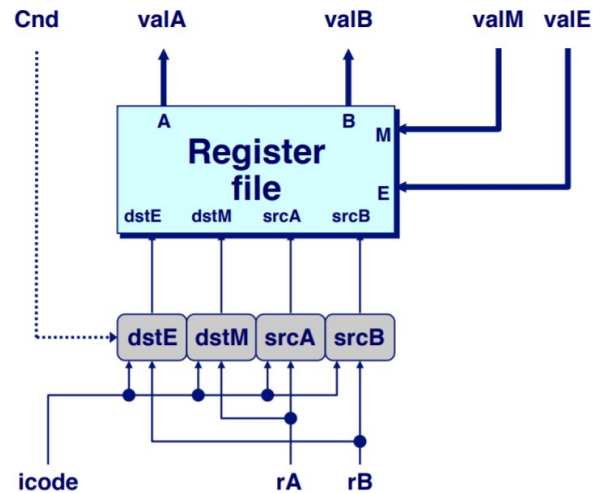 Cnd valA valB valM valE
A B
M
Register
file
E
dstE dstM srcA srcB
dstE dstM srcA srcB
icode rA rB